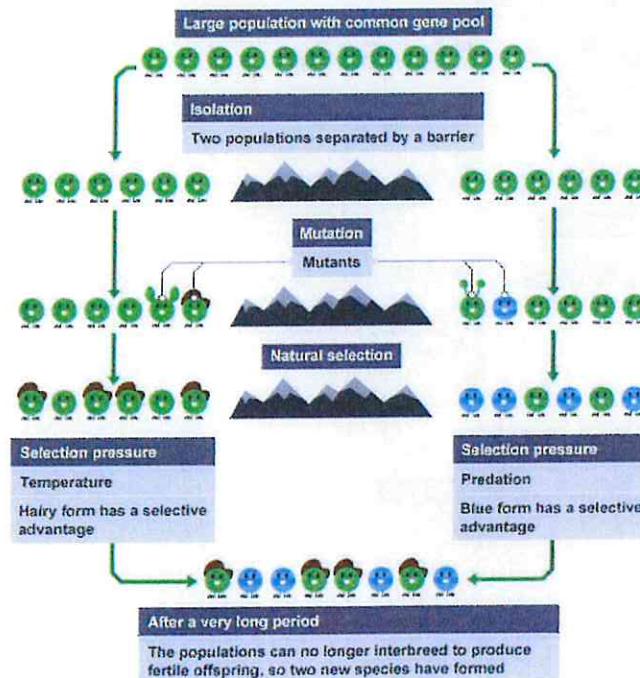 Large population with common gene pool
Isolation
Two populations separated by a barrier
Mutation
Mutants
Natural selection
Selection pressure
Temperature
Hairy form has a selective
advantage
Selection pressure
Predation
Blue form has a selective
advantage
After a very long period
The populations can no longer interbreed to produce
fertile offspring, so two new species have formed